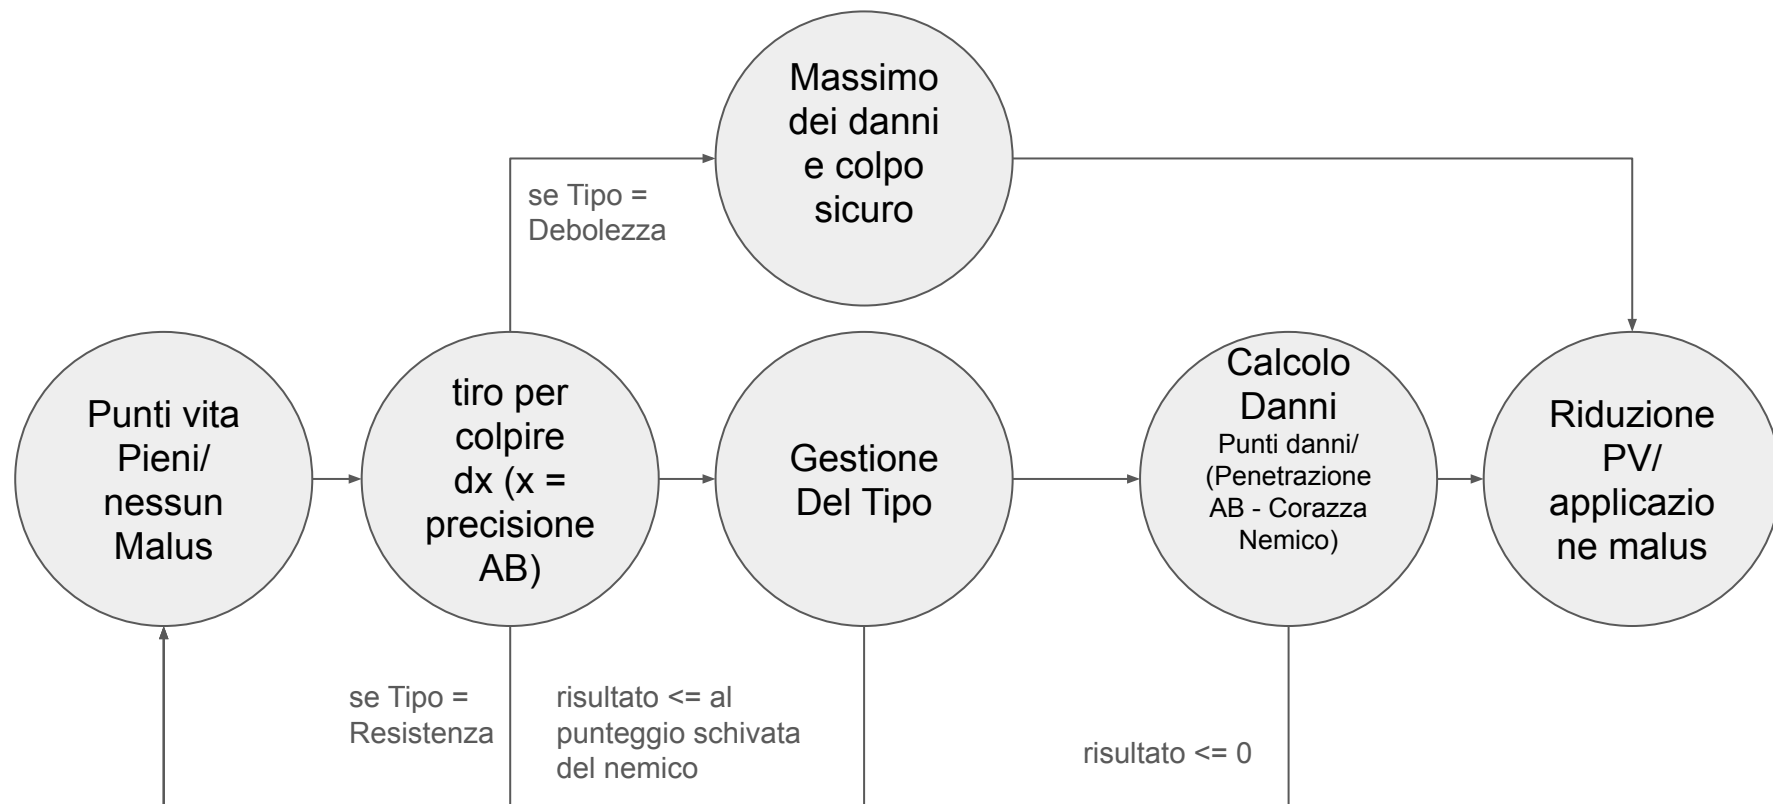 Massimo
dei danni
e colpo
sicuro
se Tipo =
Debolezza
Punti vita
Pieni/
nessun
Malus
tiro per
colpire
dx (x =
precisione
AB)
Gestione
Del Tipo
Calcolo
Danni
Punti danni/
(Penetrazione
AB - Corazza
Nemico)
Riduzione
PV/
applicazio
ne malus
se Tipo =
Resistenza
risultato <= al
punteggio schivata
del nemico
risultato <= 0